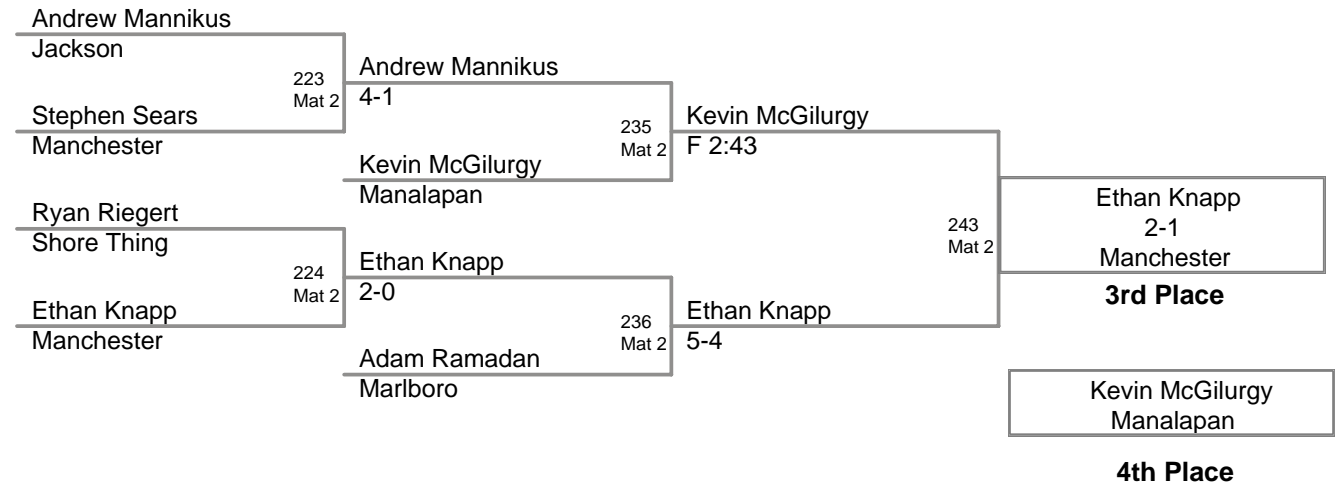 Andrew Mannikus
Jackson
223
Mat 2
Stephen Sears
Manchester
Ryan Riegert
Shore Thing
224
Mat 2
Ethan Knapp
Manchester
Andrew Mannikus
4-1
235
Mat 2
Kevin McGilurgy
Manalapan
Ethan Knapp
2-0
236
Mat 2
Adam Ramadan
Marlboro
Kevin McGilurgy
F 2:43
243
Mat 2
Ethan Knapp
5-4
Ethan Knapp
2-1
Manchester
3rd Place
Kevin McGilurgy
Manalapan
4th Place